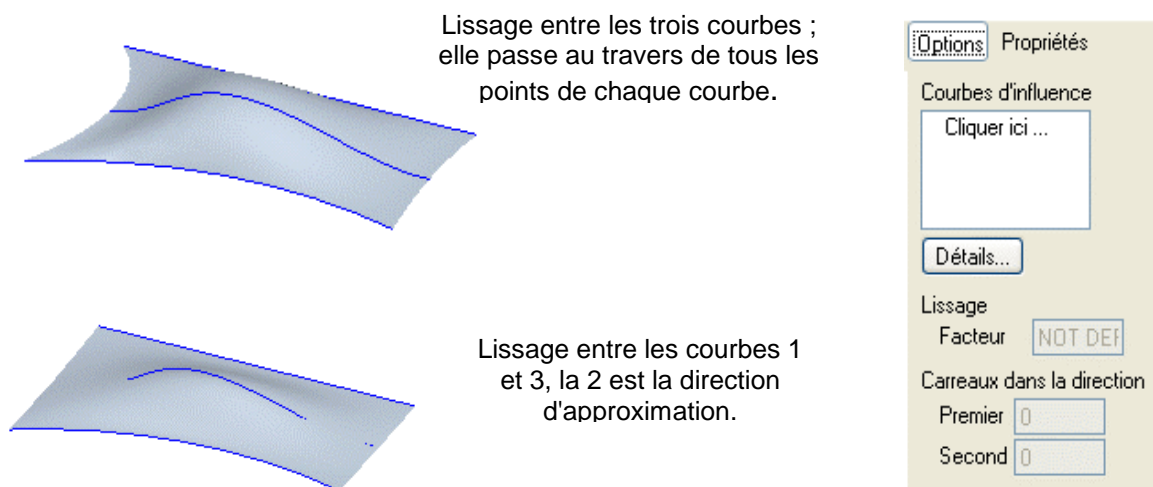 Lissage entre les trois courbes ;
elle passe au travers de tous les
points de chaque courbe.
Lissage entre les courbes 1
et 3, la 2 est la direction
d'approximation.
Options Propriétés
Courbes d'influence
Cliquer ici ...
Détails...
Lissage
Facteur NOT DEF
Carreaux dans la direction
Premier 0
Second 0